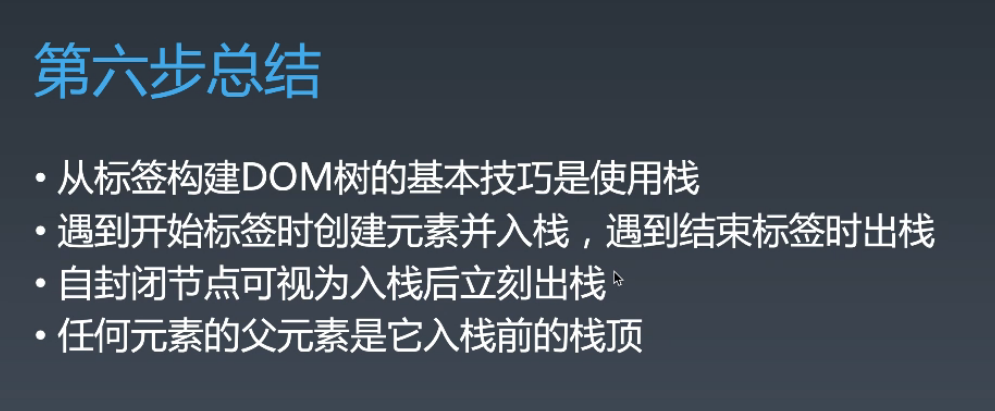 第六步总结
• 从标签构建DOM树的基本技巧是使用栈
• 遇到开始标签时创建元素并入栈，遇到结束标签时出栈
• 自封闭节点可视为入栈后立刻出栈
• 任何元素的父元素是它入栈前的栈顶